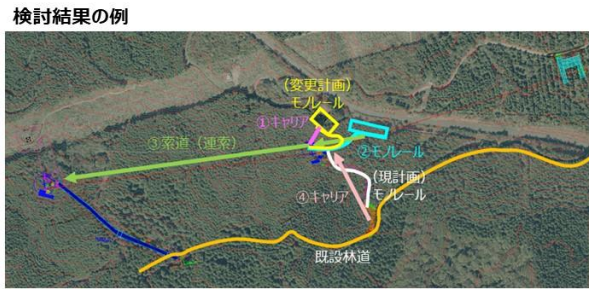 検討結果の例
(変更計画)
モノレール
①キャリア
③索道（連索）
②モノレール
(現計画)
モノレール
④キャリア
既設林道